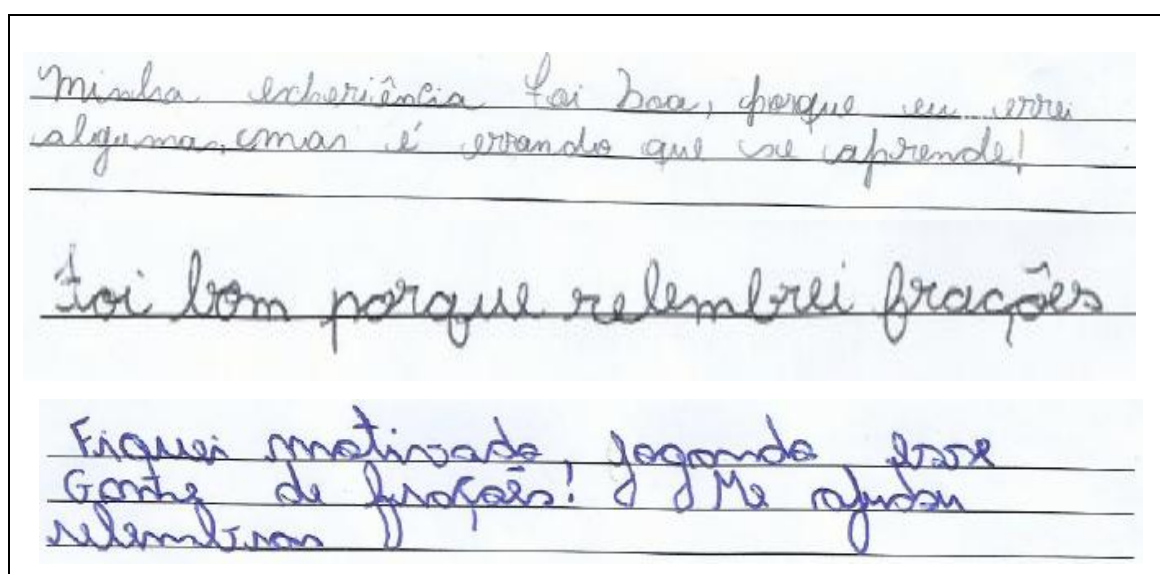 Minha experiência foi boa, porque eu errei
alguma, mas é errando que se aprende!
Foi bom porque relembrei frações
Fiquei motivado, jogando esse
Game de frações! Me ajudou
relembrar